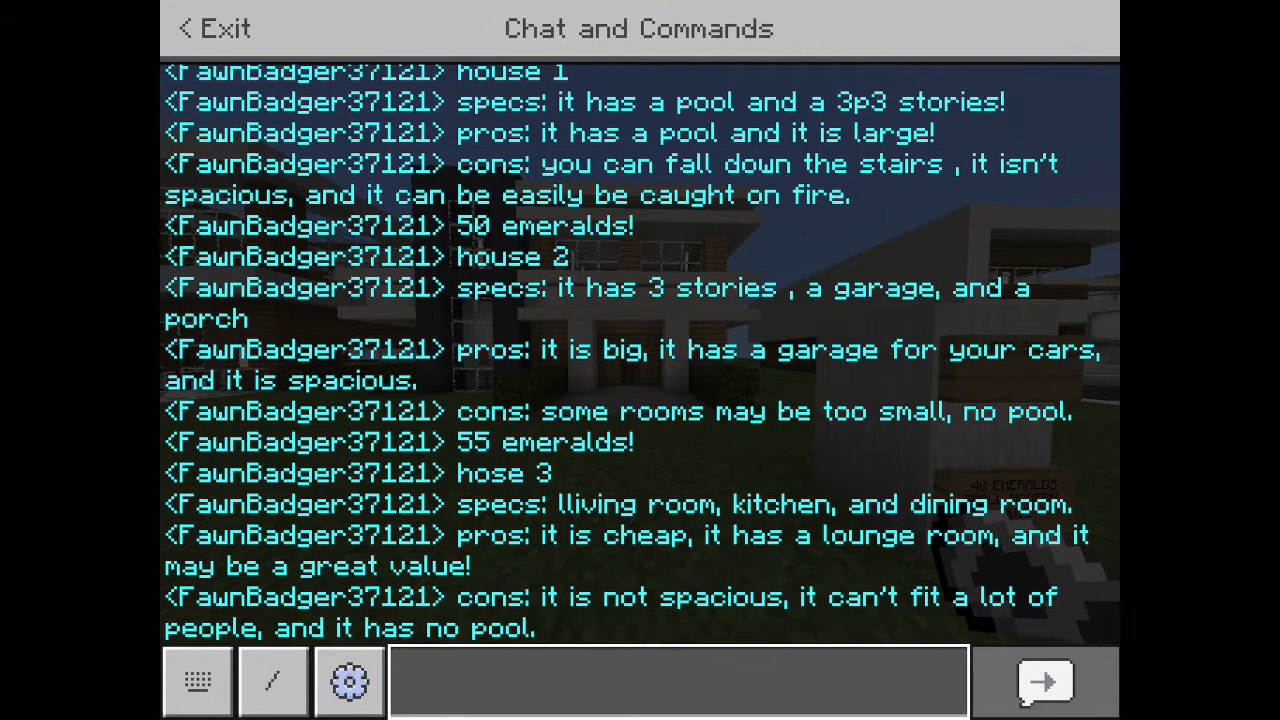 < Exit
Chat and Commands
<FawnBadger37121> house 1
<FawnBadger37121> specs: it has a pool and a 3p3 stories!
<FawnBadger37121> pros: it has a pool and it is large!
<FawnBadger37121> cons: you can fall down the stairs , it isn't
spacious, and it can be easily be caught on fire.
<FawnBadger37121> 50 emeralds!
<FawnBadger37121> house 2
<FawnBadger37121> specs: it has 3 stories , a garage, and a
porch
<FawnBadger37121> pros: it is big, it has a garage for your cars,
and it is spacious.
<FawnBadger37121> cons: some rooms may be too small, no pool.
<FawnBadger37121> 55 emeralds!
<FawnBadger37121> hose 3
<FawnBadger37121> specs: lliving room, kitchen, and dining room.
<FawnBadger37121> pros: it is cheap, it has a lounge room, and it
may be a great value!
<FawnBadger37121> cons: it is not spacious, it can't fit a lot of
people, and it has no pool.
40 EMERALDS
/